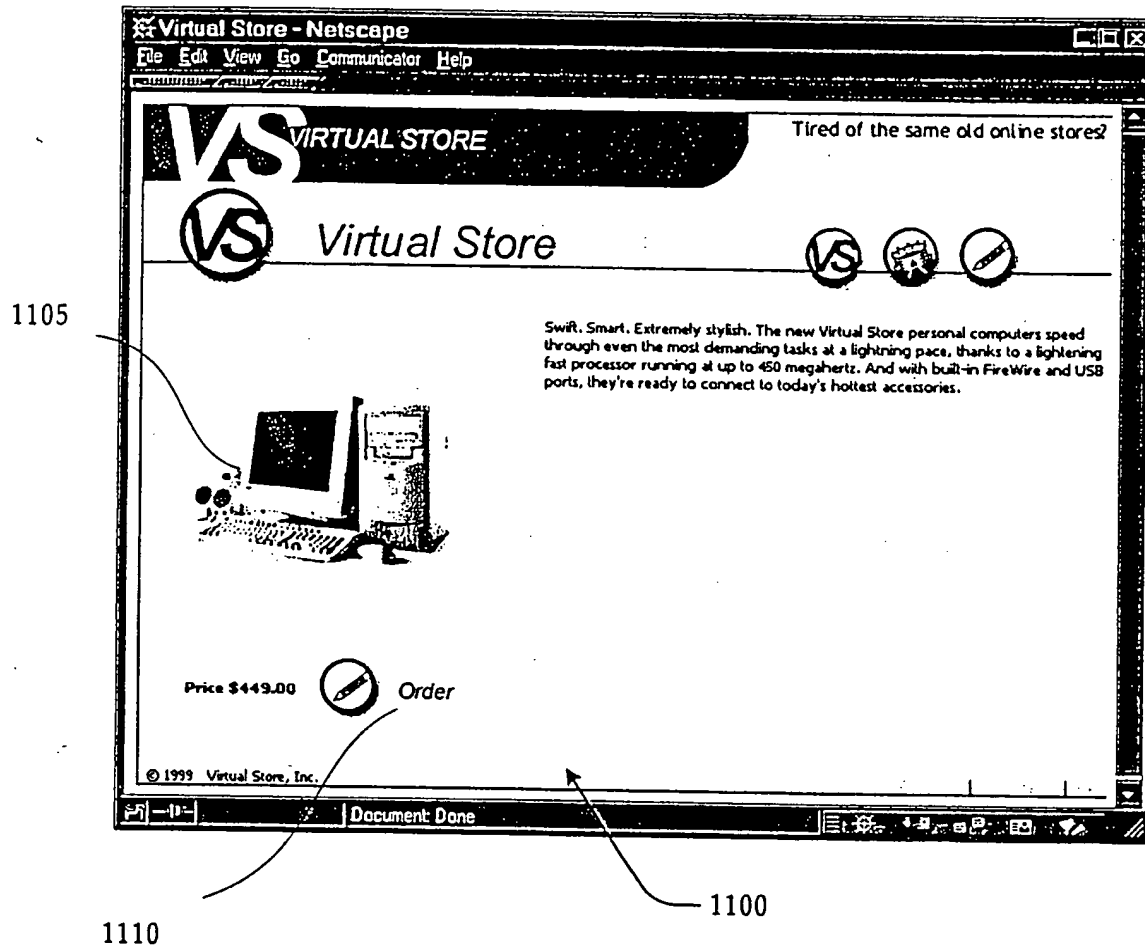 Virtual Store - Netscape
File Edit View Go Communicator Help
VS VIRTUAL STORE
Tired of the same old online stores?
VS Virtual Store
VS
1105
Swift. Smart. Extremely stylish. The new Virtual Store personal computers speed
through even the most demanding tasks at a lightning pace, thanks to a lightening
fast processor running at up to 450 megahertz. And with built-in FireWire and USB
ports, they're ready to connect to today's hottest accessories.
Price $449.00 Order
© 1999 Virtual Store, Inc.
Document: Done
1100
1110